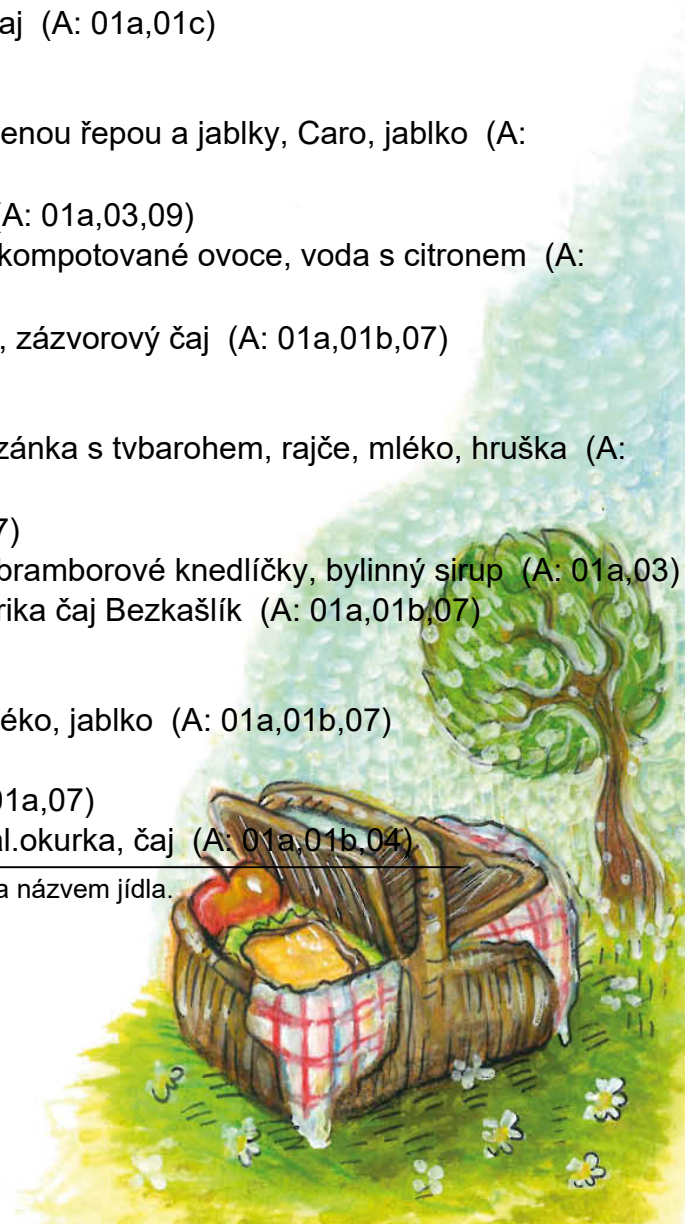 aj (A: 01a,01c)
enou řepou a jablky, Caro, jablko (A:
(A: 01a,03,09)
kompotované ovoce, voda s citronem (A:
, zázvorový čaj (A: 01a,01b,07)
zánka s tvbarohem, rajče, mléko, hruška (A:
7)
bramborové knedlíčky, bylinný sirup (A: 01a,03)
rika čaj Bezkašlík (A: 01a,01b,07)
éko, jablko (A: 01a,01b,07)
01a,07)
al.okurka, čaj (A: 01a,01b,04)
a názvem jídla.